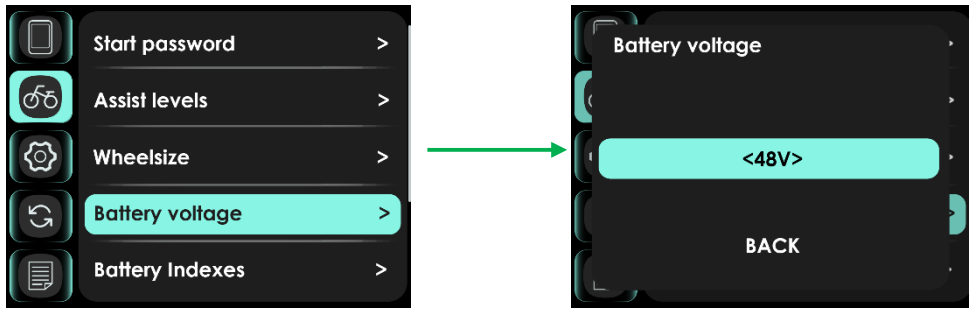 Start password >
Assist levels >
Wheelsize >
Battery voltage >
Battery Indexes >
Battery voltage
<48V>
BACK